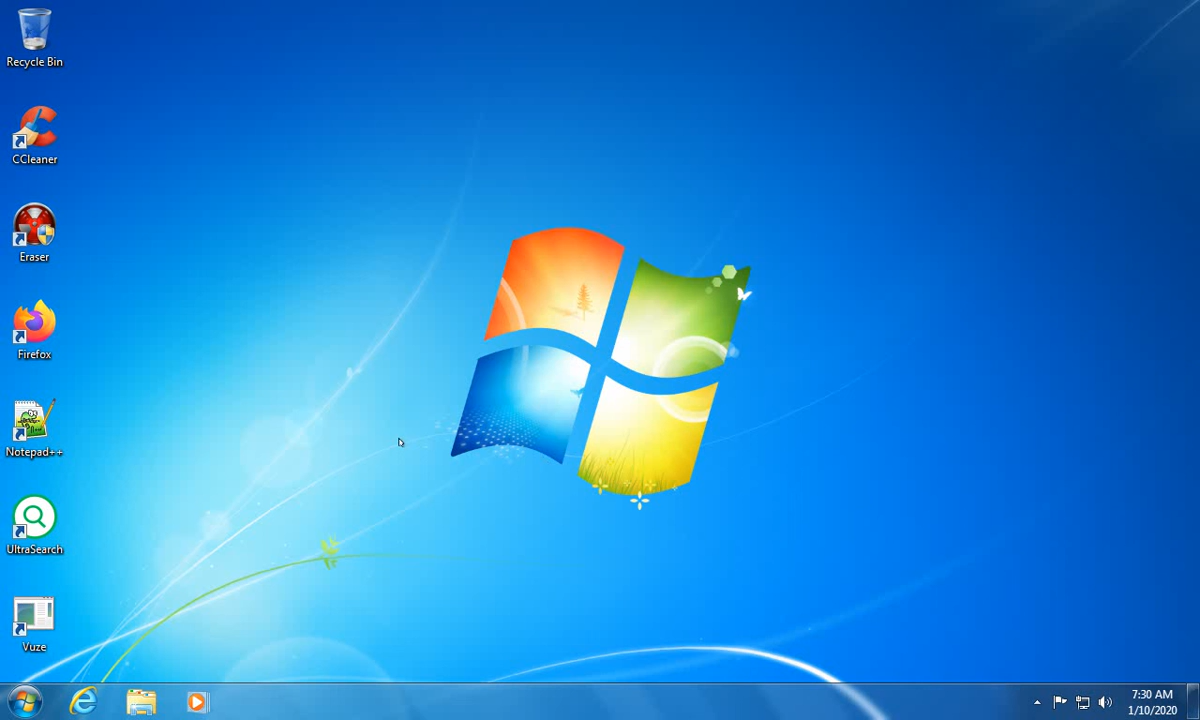 Recycle Bin
CCleaner
Eraser
Firefox
Notepad++
UltraSearch
Vuze
7:30 AM
1/10/2020